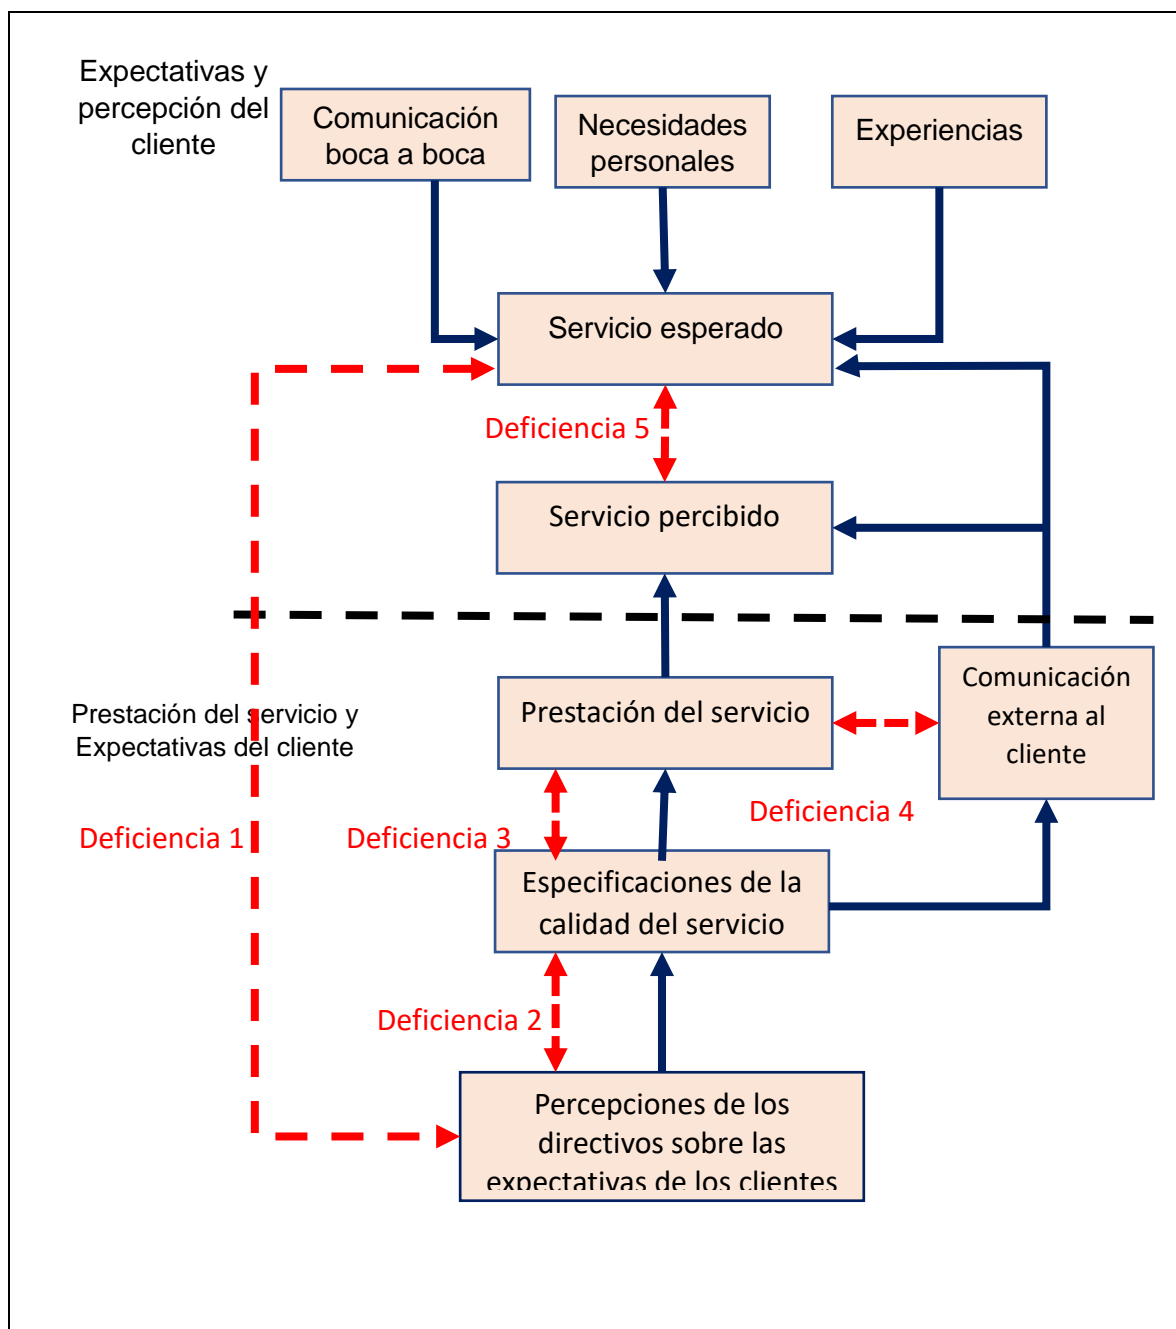 Expectativas y
percepción del
cliente
Comunicación
boca a boca
Necesidades
personales
Experiencias
Servicio esperado
Deficiencia 5
Servicio percibido
Prestación del servicio y
Expectativas del cliente
Prestación del servicio
Comunicación
externa al
cliente
Deficiencia 1
Deficiencia 3
Deficiencia 4
Especificaciones de la
calidad del servicio
Deficiencia 2
Percepciones de los
directivos sobre las
expectativas de los clientes